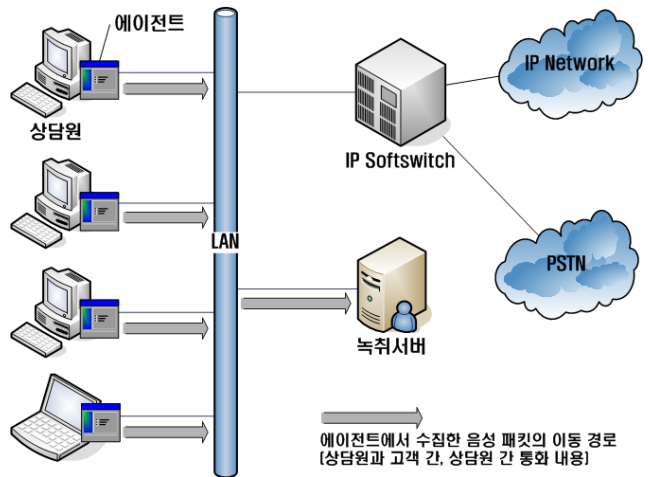 에이전트
상담원
IP Network
IP Softswitch
LAN
PSTN
녹취서버
에이전트에서 수집한 음성 패킷의 이동 경로
(상담원과 고객 간, 상담원 간 통화 내용)